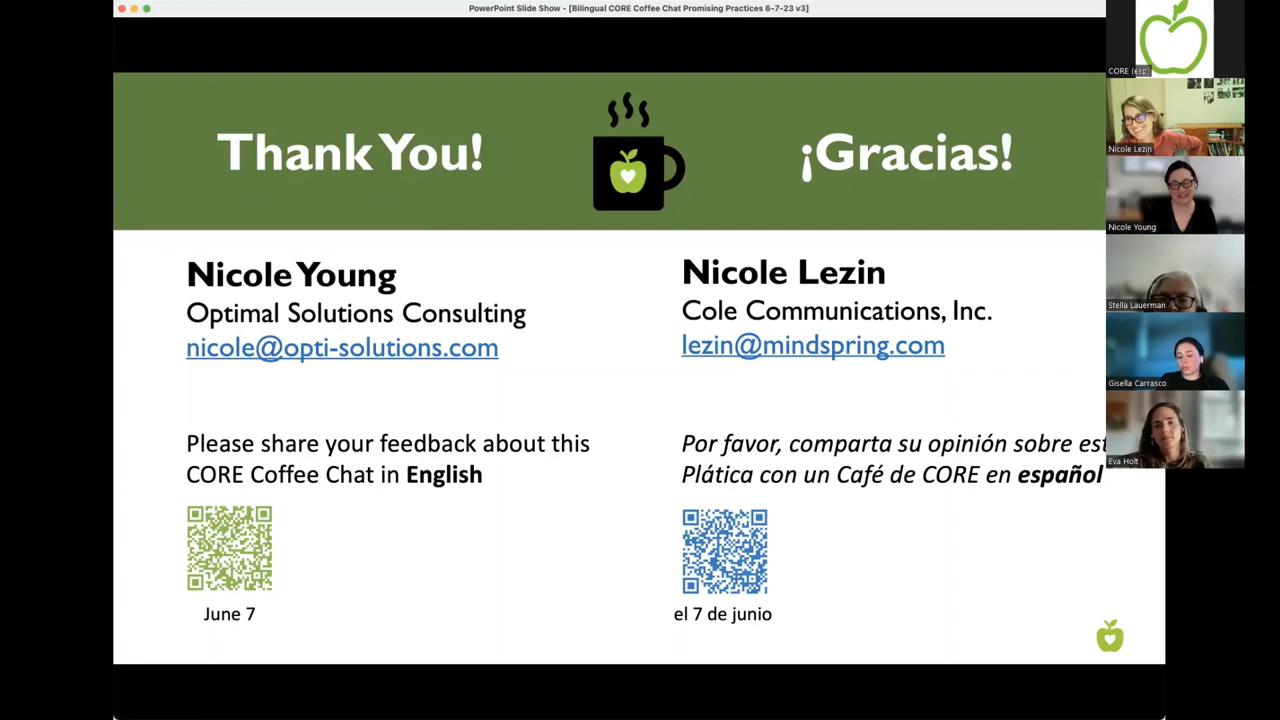 PowerPoint Slide Show - [Bilingual CORE Coffee Chat Promising Practices 6-7-23 v3]
Thank You!
¡Gracias!
Nicole Young
Optimal Solutions Consulting
nicole@opti-solutions.com
Nicole Lezin
Cole Communications, Inc.
lezin@mindspring.com
Please share your feedback about this
CORE Coffee Chat in English
Por favor, comparta su opinión sobre est
Plática con un Café de CORE en español
June 7
el 7 de junio
CORE (esp)
Nicole Lezin
Nicole Young
Stella Lauerman
Gisella Carrasco
Eva Holt